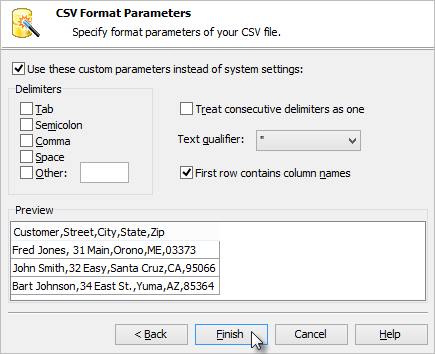 CSV Format Parameters
Specify format parameters of your CSV file.
Use these custom parameters instead of system settings:
Delimiters
Tab
Semicolon
Comma
Space
Other:
Treat consecutive delimiters as one
Text qualifier: "
First row contains column names
Preview
Customer,Street,City,State,Zip
Fred Jones, 31 Main,Orono,ME,03373
John Smith,32 Easy,Santa Cruz,CA,95066
Bart Johnson,34 East St.,Yuma,AZ,85364
< Back Finish Cancel Help